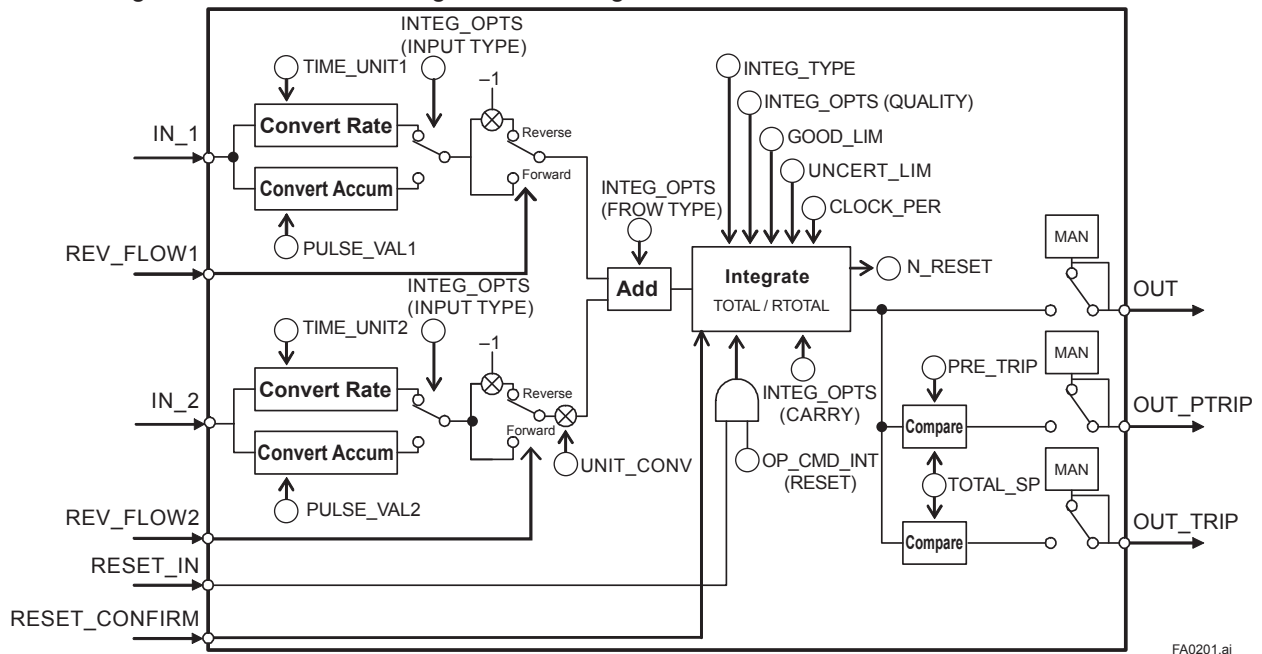 INTEG_OPTS
(INPUT TYPE)
TIME_UNIT1
–1
INTEG_TYPE
INTEG_OPTS (QUALITY)
GOOD_LIM
UNCERT_LIM
CLOCK_PER
IN_1
Convert Rate
Reverse
Convert Accum
Forward
INTEG_OPTS
(FROW TYPE)
PULSE_VAL1
REV_FLOW1
INTEG_OPTS
(INPUT TYPE)
Add
Integrate
TOTAL / RTOTAL
N_RESET
MAN
OUT
TIME_UNIT2
–1
IN_2
Convert Rate
Reverse
Convert Accum
Forward
UNIT_CONV
INTEG_OPTS
(CARRY)
OP_CMD_INT
(RESET)
PRE_TRIP
MAN
Compare
OUT_PTRIP
TOTAL_SP
MAN
Compare
OUT_TRIP
PULSE_VAL2
REV_FLOW2
RESET_IN
RESET_CONFIRM
FA0201.ai